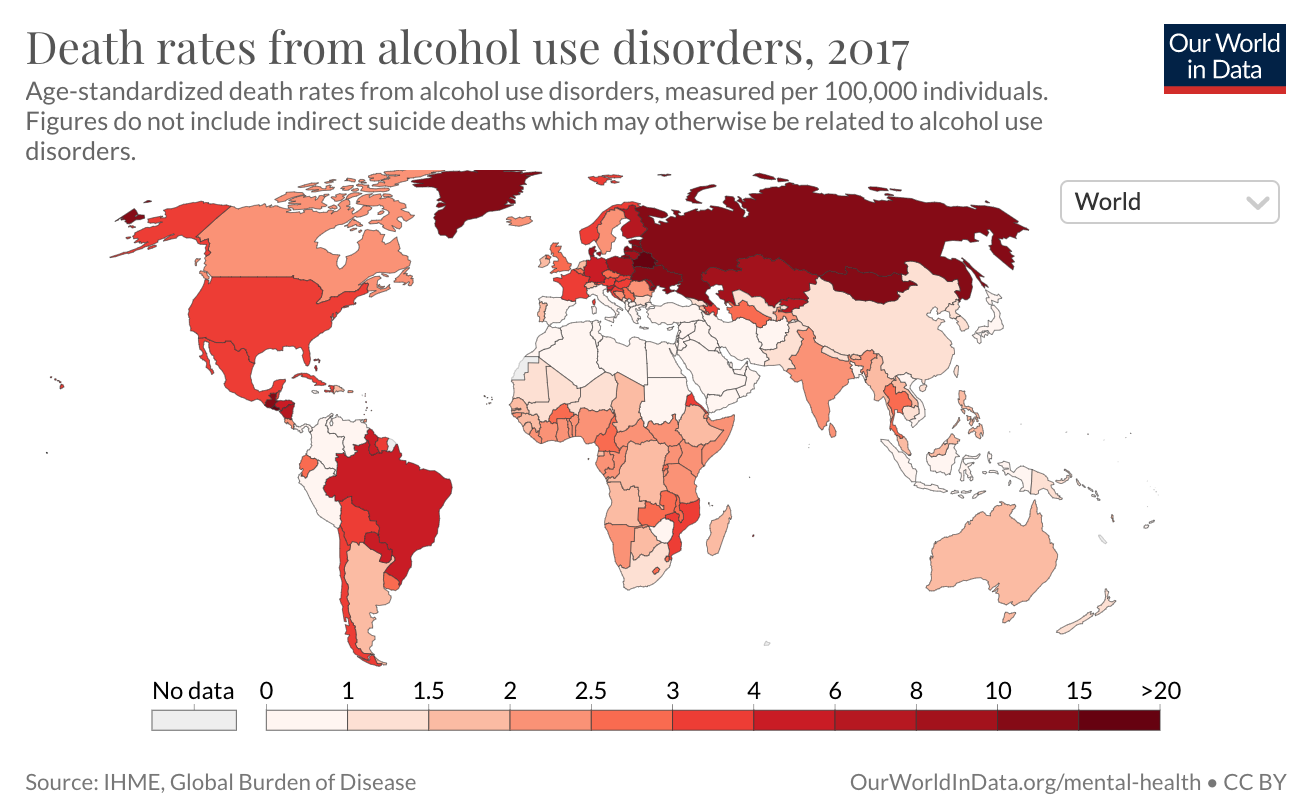 Death rates from alcohol use disorders, 2017
Our World
in Data
Age-standardized death rates from alcohol use disorders, measured per 100,000 individuals.
Figures do not include indirect suicide deaths which may otherwise be related to alcohol use
disorders.
World
No data 0 1 1.5 2 2.5 3 4 6 8 10 15 >20
Source: IHME, Global Burden of Disease
OurWorldInData.org/mental-health • CC BY